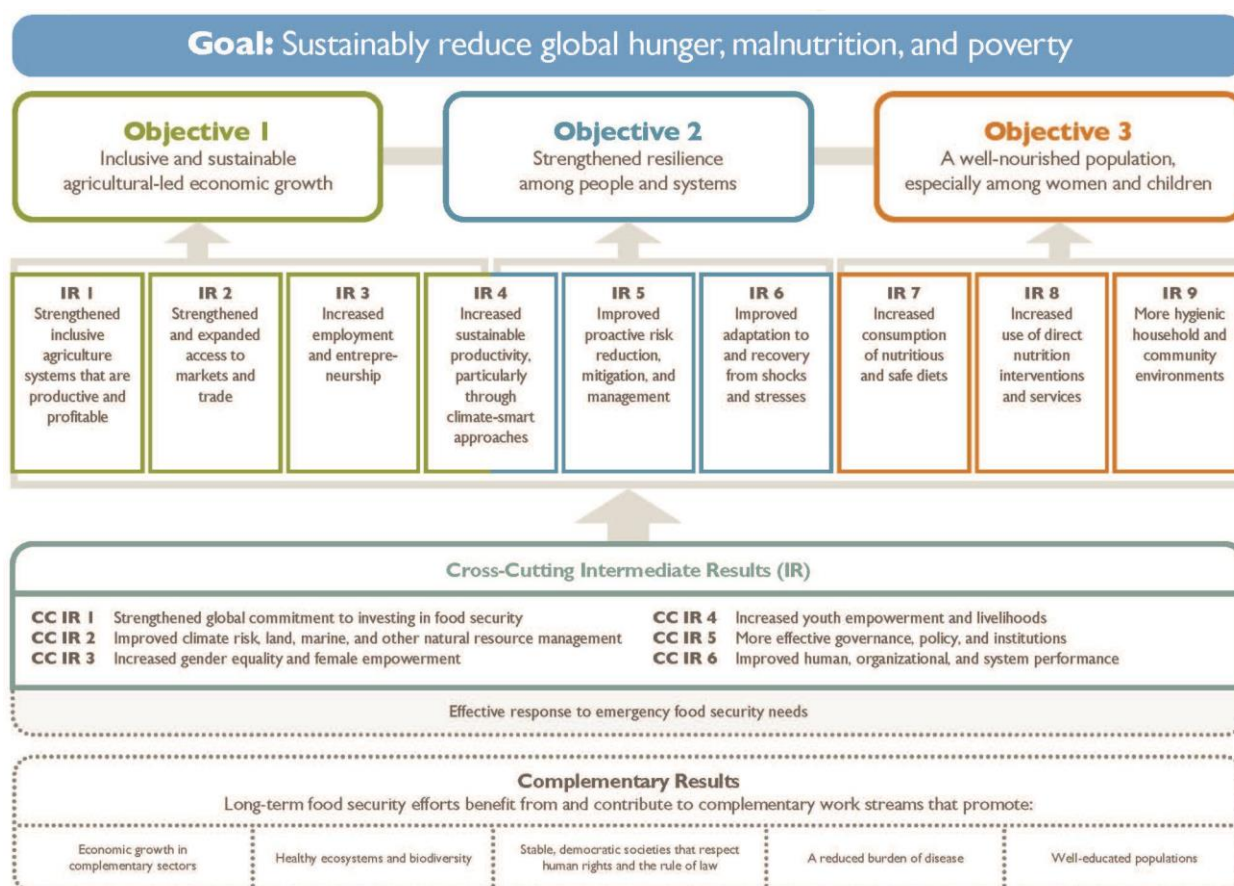 Goal: Sustainably reduce global hunger, malnutrition, and poverty
Objective 1
Inclusive and sustainable
agricultural-led economic growth
Objective 2
Strengthened resilience
among people and systems
Objective 3
A well-nourished population,
especially among women and children
IR 1
Strengthened
inclusive
agriculture
systems that are
productive and
profitable
IR 2
Strengthened
and expanded
access to
markets and
trade
IR 3
Increased
employment
and entrepre-
neurship
IR 4
Increased
sustainable
productivity,
particularly
through
climate-smart
approaches
IR 5
Improved
proactive risk
reduction,
mitigation, and
management
IR 6
Improved
adaptation to
and recovery
from shocks
and stresses
IR 7
Increased
consumption
of nutritious
and safe diets
IR 8
Increased
use of direct
nutrition
interventions
and services
IR 9
More hygienic
household and
community
environments
Cross-Cutting Intermediate Results (IR)
CC IR 1 Strengthened global commitment to investing in food security
CC IR 2 Improved climate risk, land, marine, and other natural resource management
CC IR 3 Increased gender equality and female empowerment
CC IR 4 Increased youth empowerment and livelihoods
CC IR 5 More effective governance, policy, and institutions
CC IR 6 Improved human, organizational, and system performance
Effective response to emergency food security needs
Complementary Results
Long-term food security efforts benefit from and contribute to complementary work streams that promote:
Economic growth in
complementary sectors
Healthy ecosystems and biodiversity
Stable, democratic societies that respect
human rights and the rule of law
A reduced burden of disease
Well-educated populations